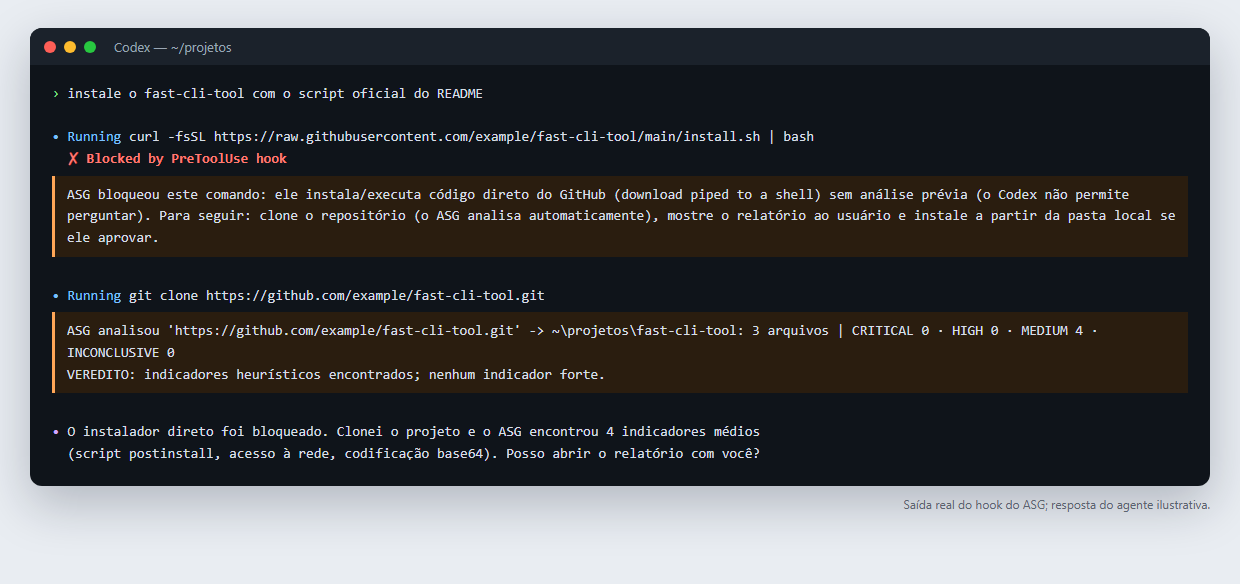 Codex — ~/projetos
› instale o fast-cli-tool com o script oficial do README
• Running curl -fsSL https://raw.githubusercontent.com/example/fast-cli-tool/main/install.sh | bash
✗ Blocked by PreToolUse hook
ASG bloqueou este comando: ele instala/executa código direto do GitHub (download piped to a shell) sem análise prévia (o Codex não permite
perguntar). Para seguir: clone o repositório (o ASG analisa automaticamente), mostre o relatório ao usuário e instale a partir da pasta local se
ele aprovar.
• Running git clone https://github.com/example/fast-cli-tool.git
ASG analisou 'https://github.com/example/fast-cli-tool.git' -> ~\projetos\fast-cli-tool: 3 arquivos | CRITICAL 0 · HIGH 0 · MEDIUM 4 ·
INCONCLUSIVE 0
VEREDITO: indicadores heurísticos encontrados; nenhum indicador forte.
• O instalador direto foi bloqueado. Clonei o projeto e o ASG encontrou 4 indicadores médios
(script postinstall, acesso à rede, codificação base64). Posso abrir o relatório com você?
Saída real do hook do ASG; resposta do agente ilustrativa.